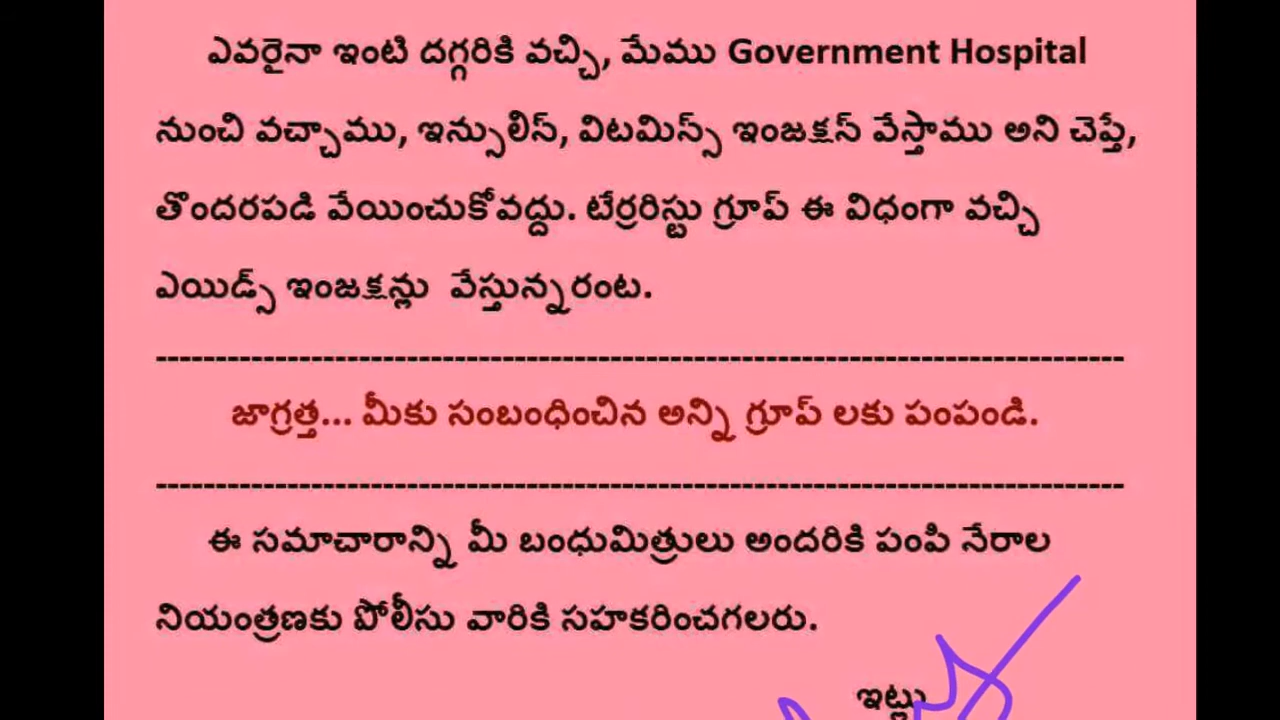 ఎవరైనా ఇంటి దగ్గరికి వచ్చి, మేము Government Hospital
నుంచి వచ్చాము, ఇన్సులిన్, విటమిన్స్ ఇంజక్షన్ వేస్తాము అని చెప్తే,
తొందరపడి వేయించుకోవద్దు. టేర్రరిస్టు గ్రూప్ ఈ విధంగా వచ్చి
ఎయిడ్స్ ఇంజక్షన్లు వేస్తున్నరంట.
--------------------------------------------------------------------------------
జాగ్రత్త... మీకు సంబంధించిన అన్ని గ్రూప్ లకు పంపండి.
--------------------------------------------------------------------------------
ఈ సమాచారాన్ని మీ బంధుమిత్రులు అందరికి పంపి నేరాల
నియంత్రణకు పోలీసు వారికి సహకరించగలరు.
ఇట్లు